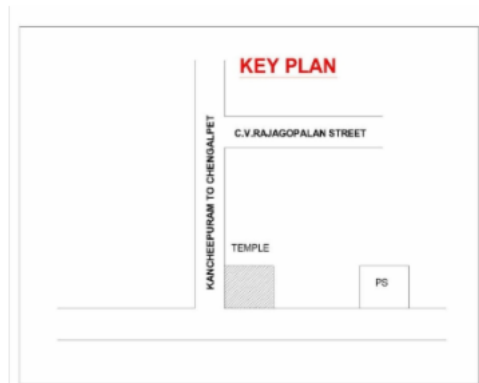 KEY PLAN
C.V.RAJAGOPALAN STREET
KANCHEEPURAM TO CHENGALPET
TEMPLE
PS